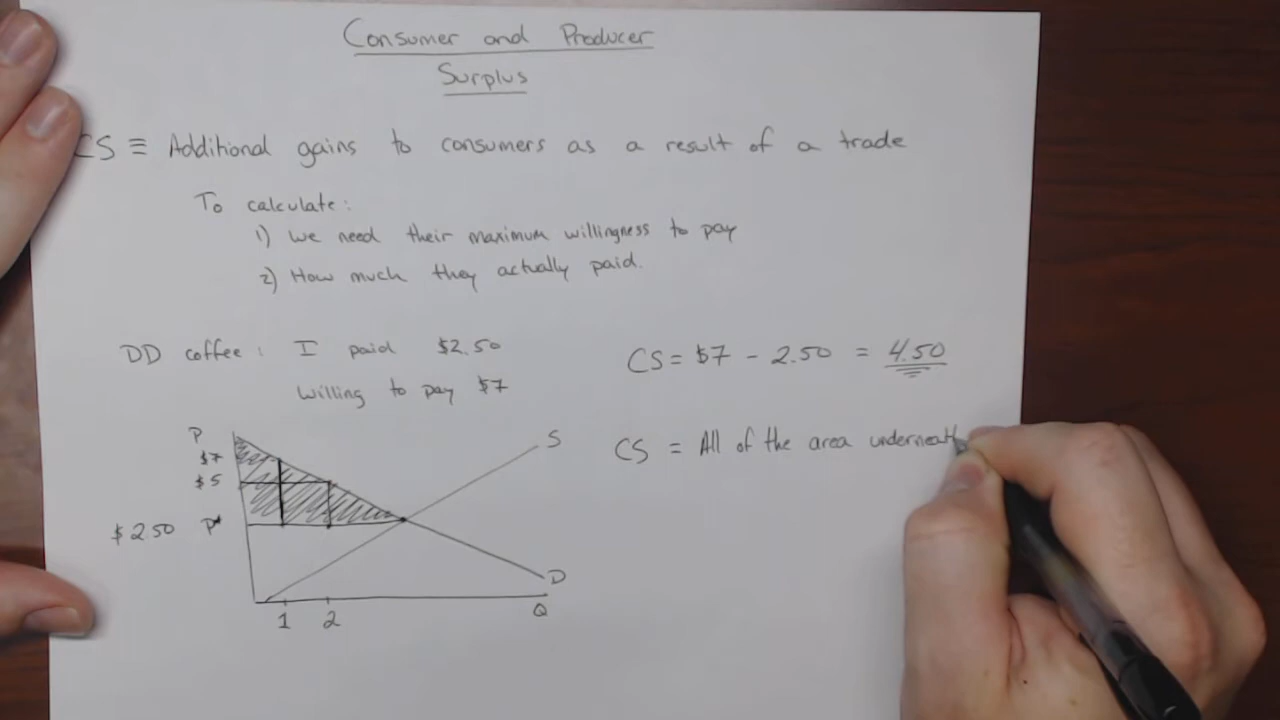 Consumer and Producer
Surplus
CS ≡ Additional gains to consumers as a result of a trade
To calculate:
1) We need their maximum willingness to pay
2) How much they actually paid.
DD coffee: I paid $2.50
Willing to pay $7
CS = $7 - 2.50 = 4.50
CS = All of the area underneath
P
$7
$5
$2.50 P*
S
D
1 2 Q